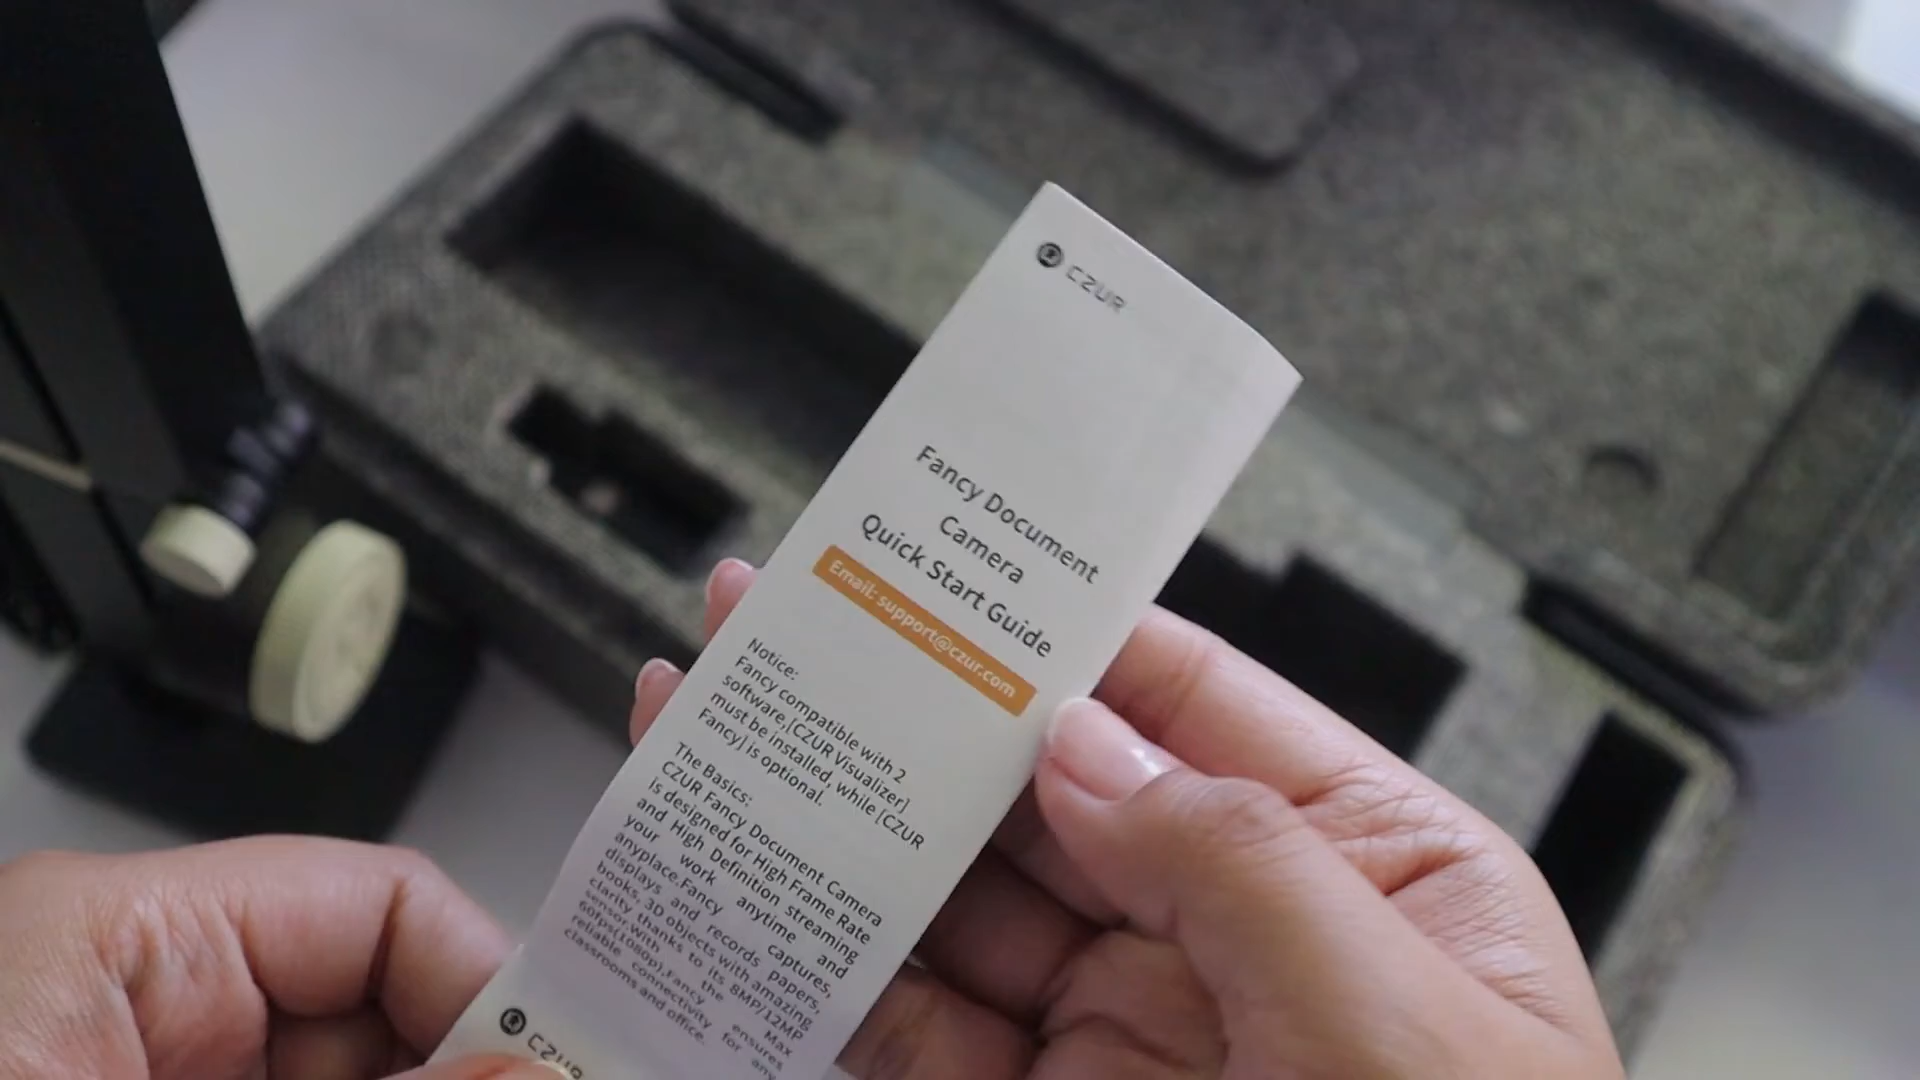 CZUR
Fancy Document
Camera
Quick Start Guide
Email: support@czur.com
Notice:
Fancy compatible with 2
software,[CZUR Visualizer]
must be installed, while [CZUR
Fancy] is optional.
The Basics:
CZUR Fancy Document Camera
is designed for High Frame Rate
and High Definition streaming
your work anytime and
anyplace.Fancy captures,
displays and records papers,
books, 3D objects with amazing
clarity thanks to its 8MP/12MP
sensor.With the Max
60fps(1080p),Fancy ensures
reliable connectivity for any
classrooms and office.
CZUR